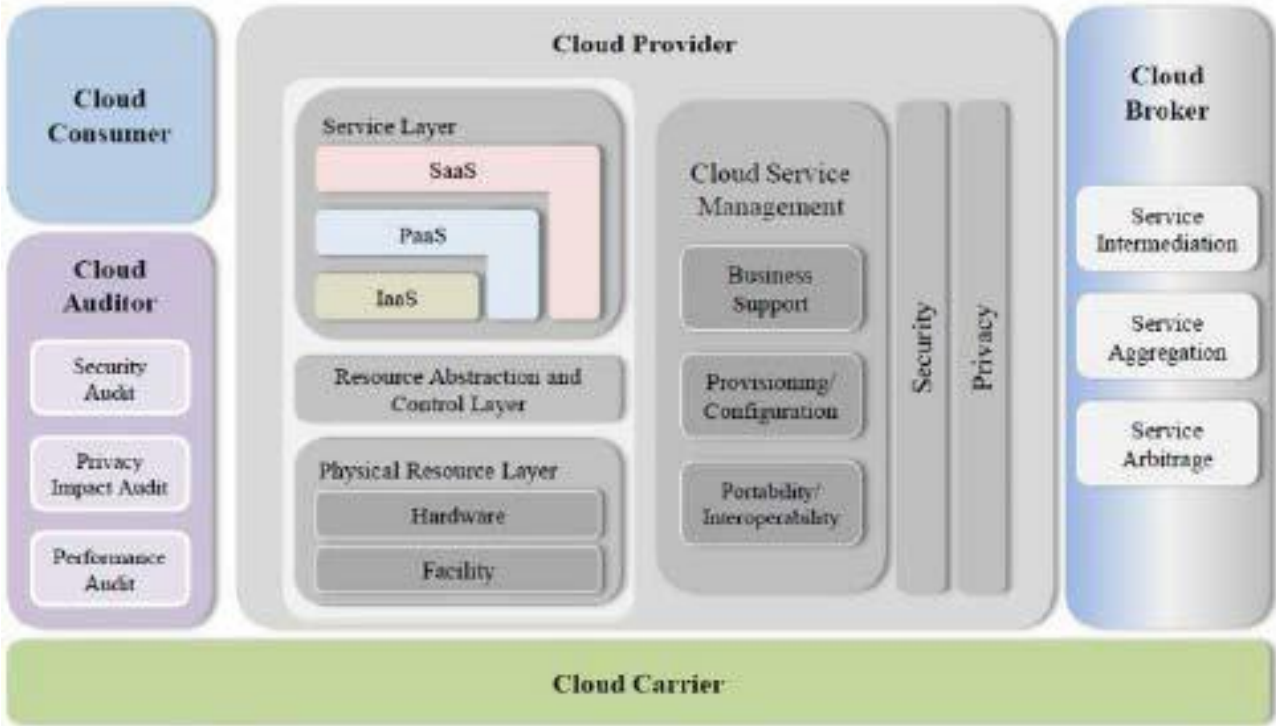 Cloud
Consumer
Cloud
Auditor
Security
Audit
Privacy
Impact Audit
Performance
Audit
Cloud Provider
Service Layer
SaaS
PaaS
IaaS
Resource Abstraction and
Control Layer
Physical Resource Layer
Hardware
Facility
Cloud Service
Management
Business
Support
Provisioning/
Configuration
Portability/
Interoperability
Security
Privacy
Cloud
Broker
Service
Intermediation
Service
Aggregation
Service
Arbitrage
Cloud Carrier